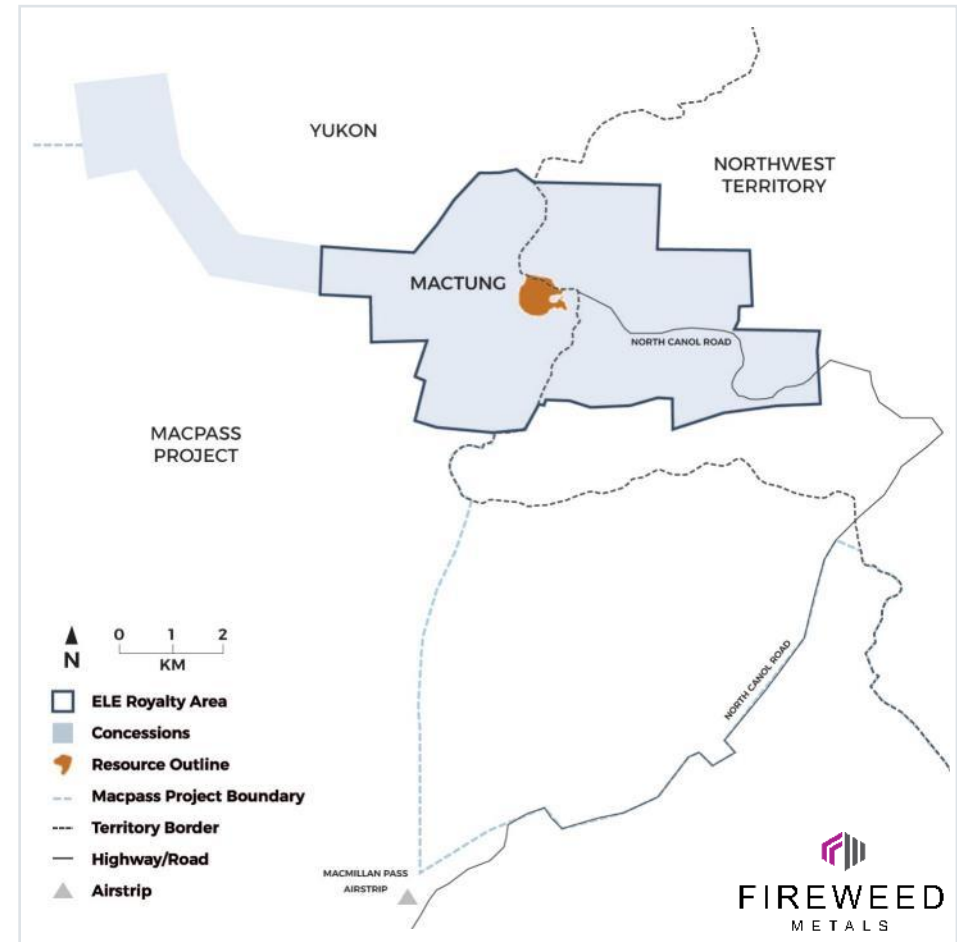 YUKON
NORTHWEST
TERRITORY
MACTUNG
NORTH CANOL ROAD
MACPASS
PROJECT
N
0 1 2
KM
ELE Royalty Area
Concessions
Resource Outline
Macpass Project Boundary
Territory Border
Highway/Road
Airstrip
NORTH CANOL ROAD
MACMILLAN PASS
AIRSTRIP
FIREWEED
METALS